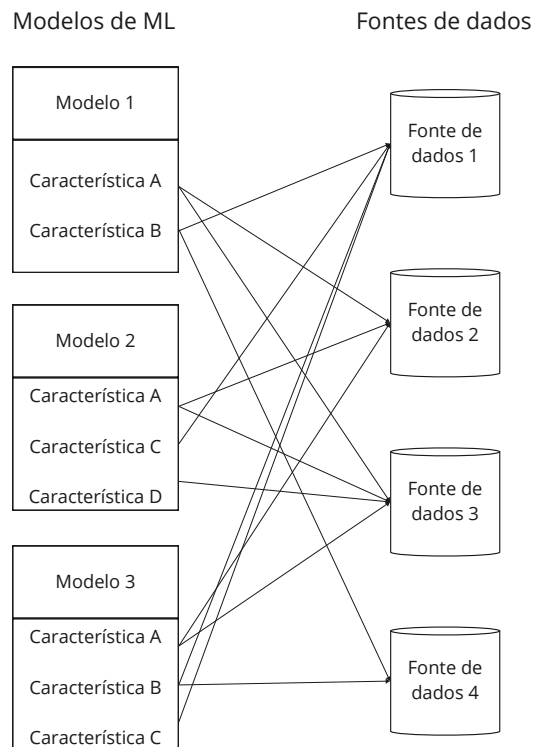 Modelos de ML
Fontes de dados
Modelo 1
Característica A
Característica B
Modelo 2
Característica A
Característica C
Característica D
Modelo 3
Característica A
Característica B
Característica C
Fonte de
dados 1
Fonte de
dados 2
Fonte de
dados 3
Fonte de
dados 4